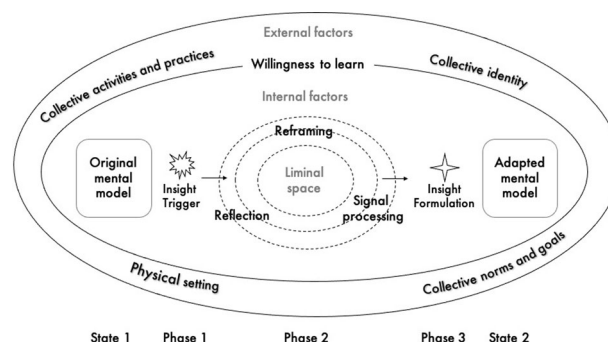 External factors
Collective activities and practices
Willingness to learn
Collective identity
Internal factors
Reframing
Original
mental
model
Insight
Trigger
Liminal
space
Reflection
Signal
processing
Insight
Formulation
Adapted
mental
model
Physical setting
Collective norms and goals
State 1
Phase 1
Phase 2
Phase 3
State 2